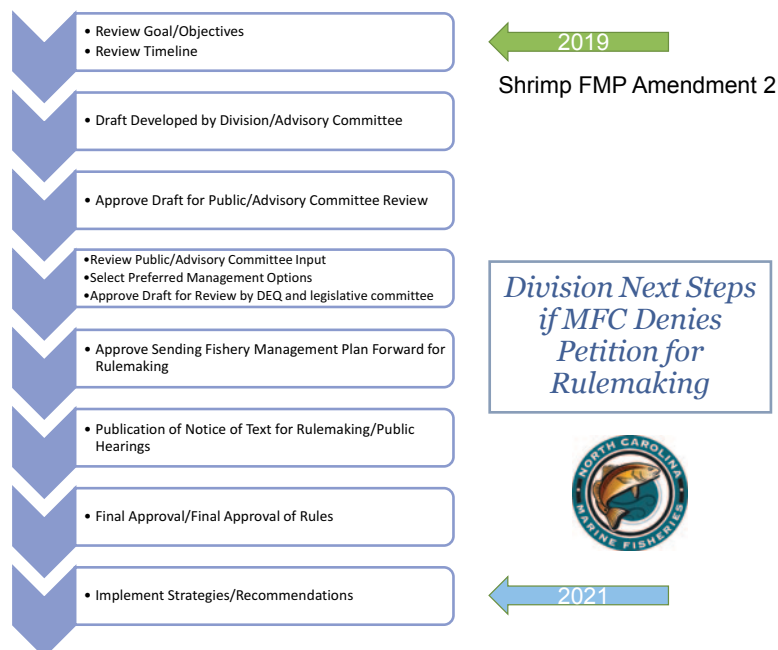 • Review Goal/Objectives
• Review Timeline
2019
Shrimp FMP Amendment 2
• Draft Developed by Division/Advisory Committee
• Approve Draft for Public/Advisory Committee Review
•Review Public/Advisory Committee Input
•Select Preferred Management Options
•Approve Draft for Review by DEQ and legislative committee
Division Next Steps
if MFC Denies
Petition for
Rulemaking
• Approve Sending Fishery Management Plan Forward for
Rulemaking
• Publication of Notice of Text for Rulemaking/Public
Hearings
NORTH CAROLINA
MARINE FISHERIES
• Final Approval/Final Approval of Rules
• Implement Strategies/Recommendations
2021